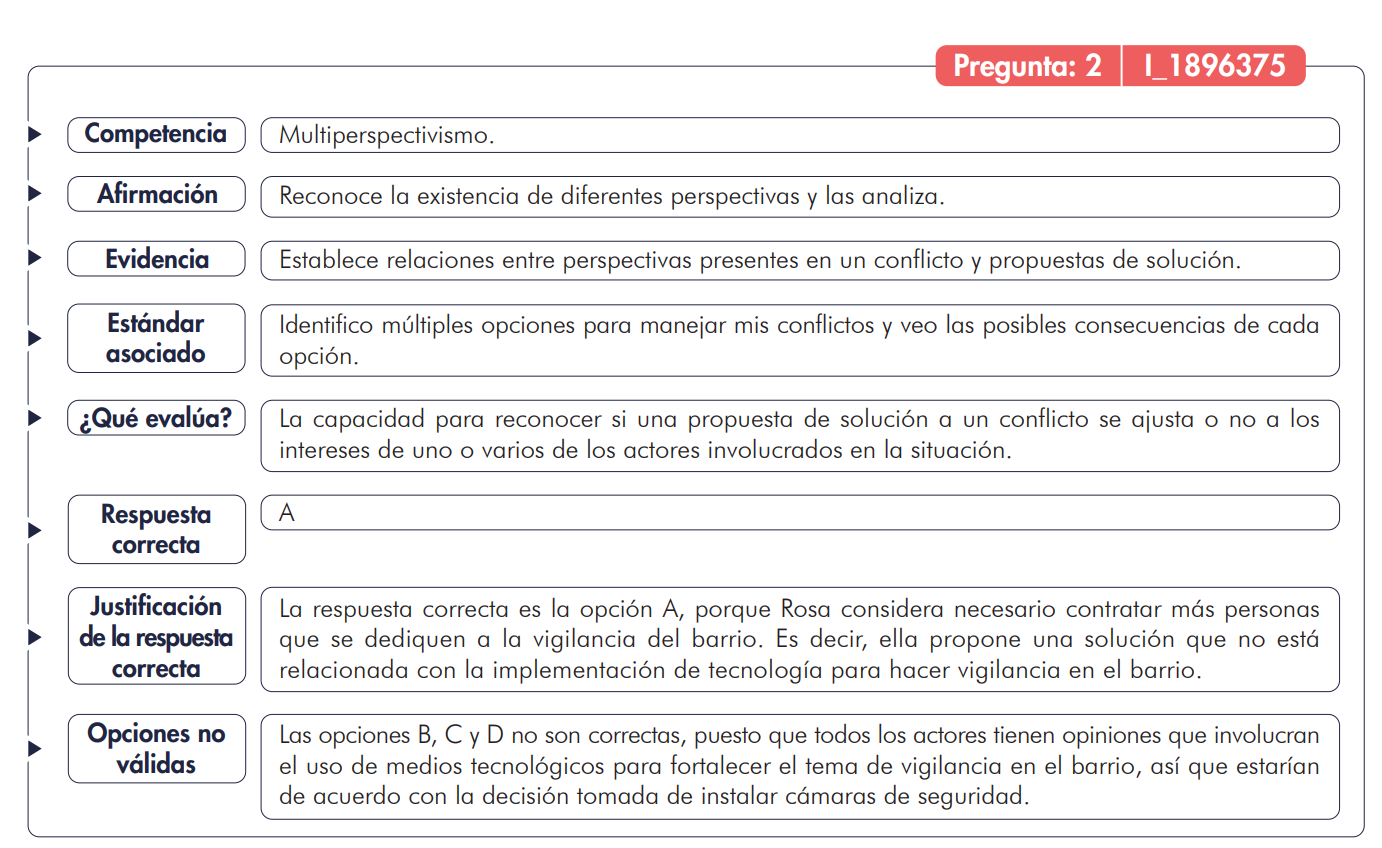 Pregunta: 2
I_1896375
Competencia
Multiperspectivismo.
Afirmación
Reconoce la existencia de diferentes perspectivas y las analiza.
Evidencia
Establece relaciones entre perspectivas presentes en un conflicto y propuestas de solución.
Estándar
asociado
Identifico múltiples opciones para manejar mis conflictos y veo las posibles consecuencias de cada
opción.
¿Qué evalúa?
La capacidad para reconocer si una propuesta de solución a un conflicto se ajusta o no a los
intereses de uno o varios de los actores involucrados en la situación.
Respuesta
correcta
A
Justificación
de la respuesta
correcta
La respuesta correcta es la opción A, porque Rosa considera necesario contratar más personas
que se dediquen a la vigilancia del barrio. Es decir, ella propone una solución que no está
relacionada con la implementación de tecnología para hacer vigilancia en el barrio.
Opciones no
válidas
Las opciones B, C y D no son correctas, puesto que todos los actores tienen opiniones que involucran
el uso de medios tecnológicos para fortalecer el tema de vigilancia en el barrio, así que estarían
de acuerdo con la decisión tomada de instalar cámaras de seguridad.